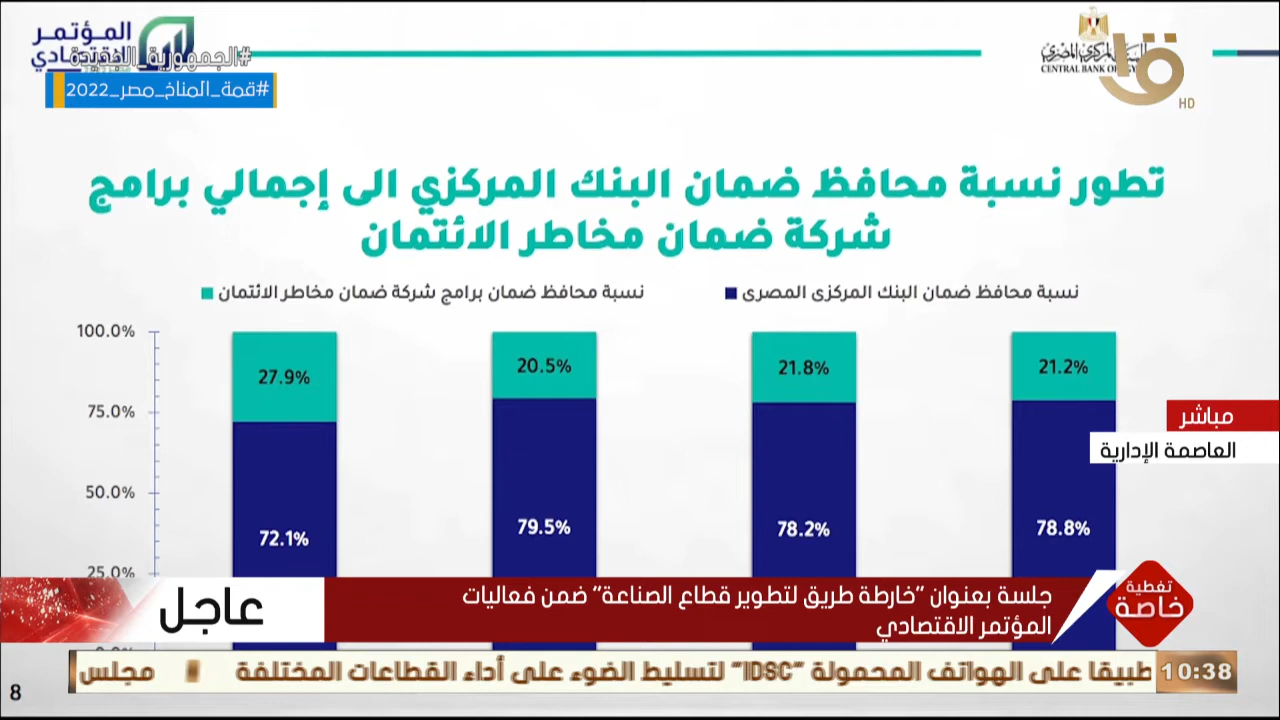 المؤتمر
الاقتصادي
#الجمهورية_الجديدة
#قمة_المناخ_مصر_2022
البنك المركزي المصري
CENTRAL BANK OF
HD
تطور نسبة محافظ ضمان البنك المركزي الى إجمالي برامج
شركة ضمان مخاطر الائتمان
نسبة محافظ ضمان البنك المركزى المصرى
نسبة محافظ ضمان برامج شركة ضمان مخاطر الائتمان
100.0%
75.0%
50.0%
25.0%
27.9%
20.5%
21.8%
21.2%
72.1%
79.5%
78.2%
78.8%
مباشر
العاصمة الإدارية
تغطية
خاصة
جلسة بعنوان "خارطة طريق لتطوير قطاع الصناعة" ضمن فعاليات
المؤتمر الاقتصادي
عاجل
10:38
طبيقا على الهواتف المحمولة "IDSC" لتسليط الضوء على أداء القطاعات المختلفة
مجلس
8